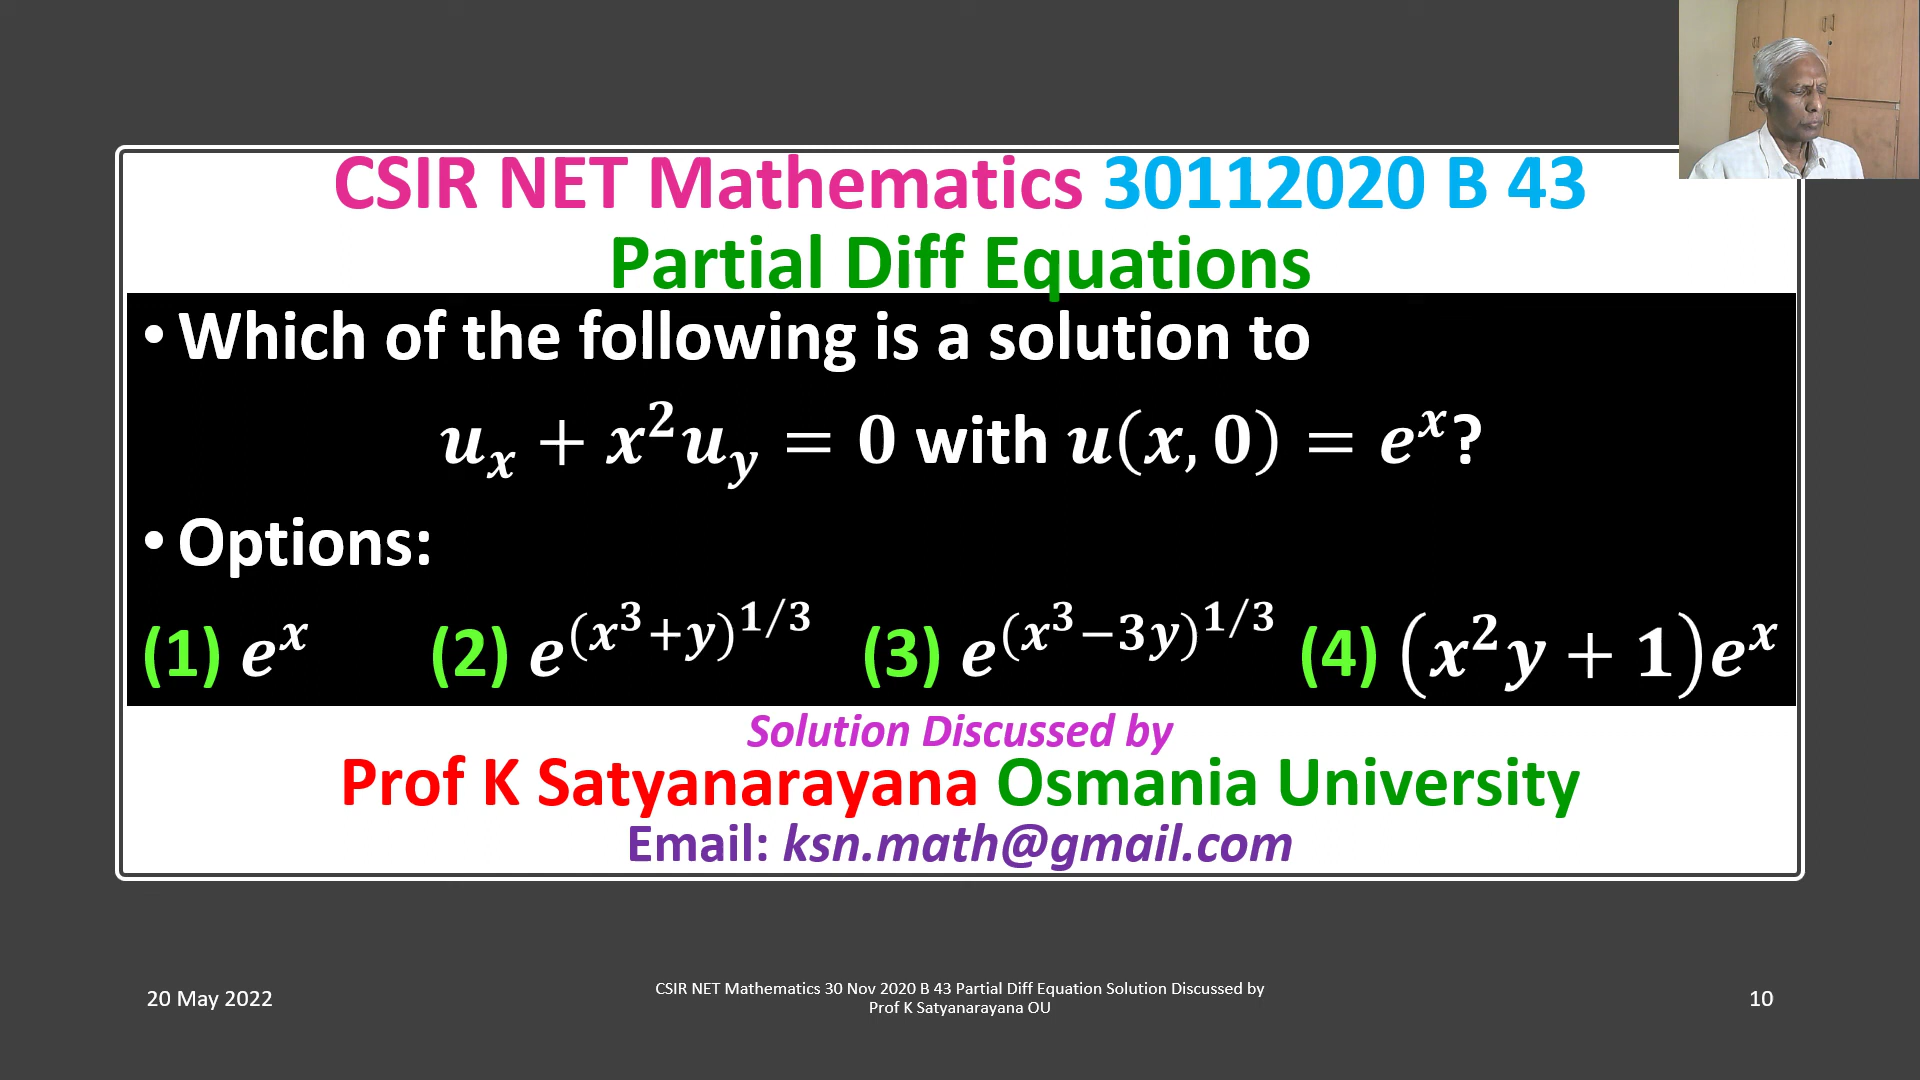 CSIR NET Mathematics 30112020 B 43
Partial Diff Equations
• Which of the following is a solution to
uₓ + x²u_y = 0 with u(x, 0) = eˣ?
• Options:
(1) eˣ (2) e^{(x³+y)^{1/3}} (3) e^{(x³−3y)^{1/3}} (4) (x²y + 1)eˣ
Solution Discussed by
Prof K Satyanarayana Osmania University
Email: ksn.math@gmail.com
20 May 2022
CSIR NET Mathematics 30 Nov 2020 B 43 Partial Diff Equation Solution Discussed by
Prof K Satyanarayana OU
10